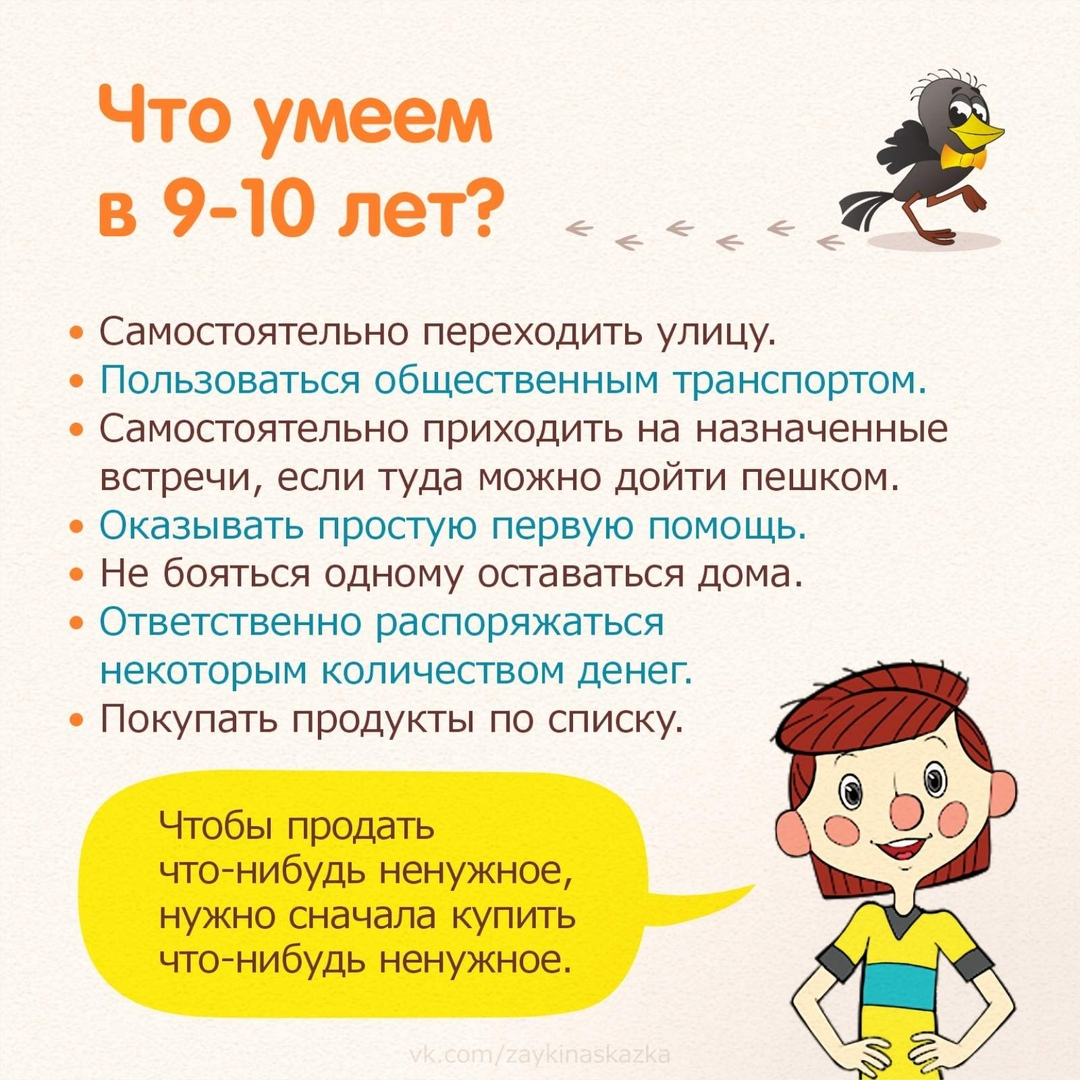 Что умеем
в 9-10 лет?
• Самостоятельно переходить улицу.
• Пользоваться общественным транспортом.
• Самостоятельно приходить на назначенные
встречи, если туда можно дойти пешком.
• Оказывать простую первую помощь.
• Не бояться одному оставаться дома.
• Ответственно распоряжаться
некоторым количеством денег.
• Покупать продукты по списку.
Чтобы продать
что-нибудь ненужное,
нужно сначала купить
что-нибудь ненужное.
vk.com/zaykinaskazka